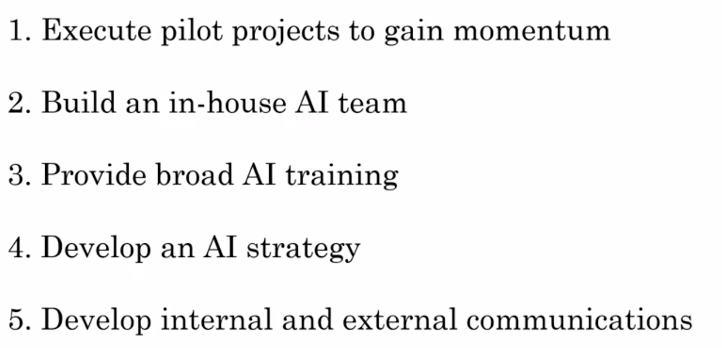 1. Execute pilot projects to gain momentum
2. Build an in-house AI team
3. Provide broad AI training
4. Develop an AI strategy
5. Develop internal and external communications